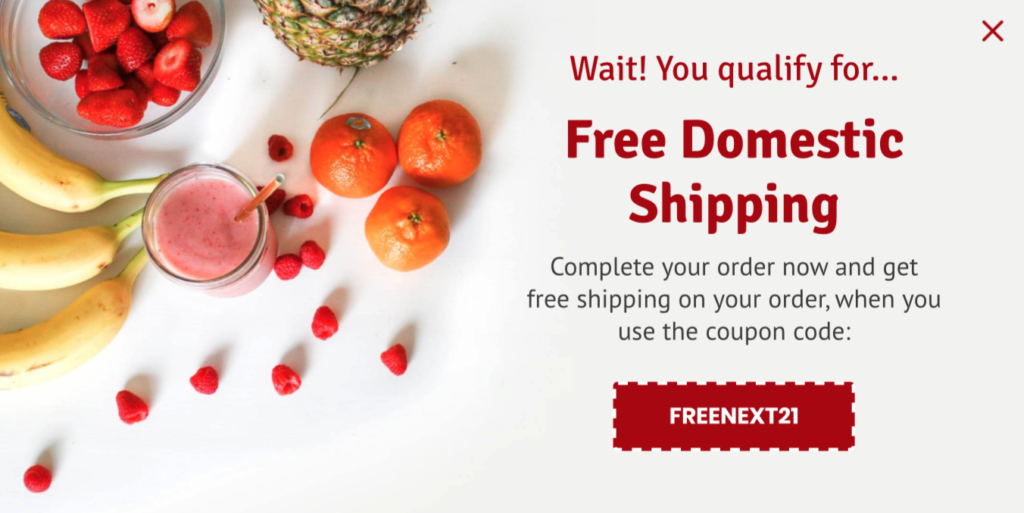 Wait! You qualify for...
Free Domestic
Shipping
Complete your order now and get
free shipping on your order, when you
use the coupon code:
FREENEXT21